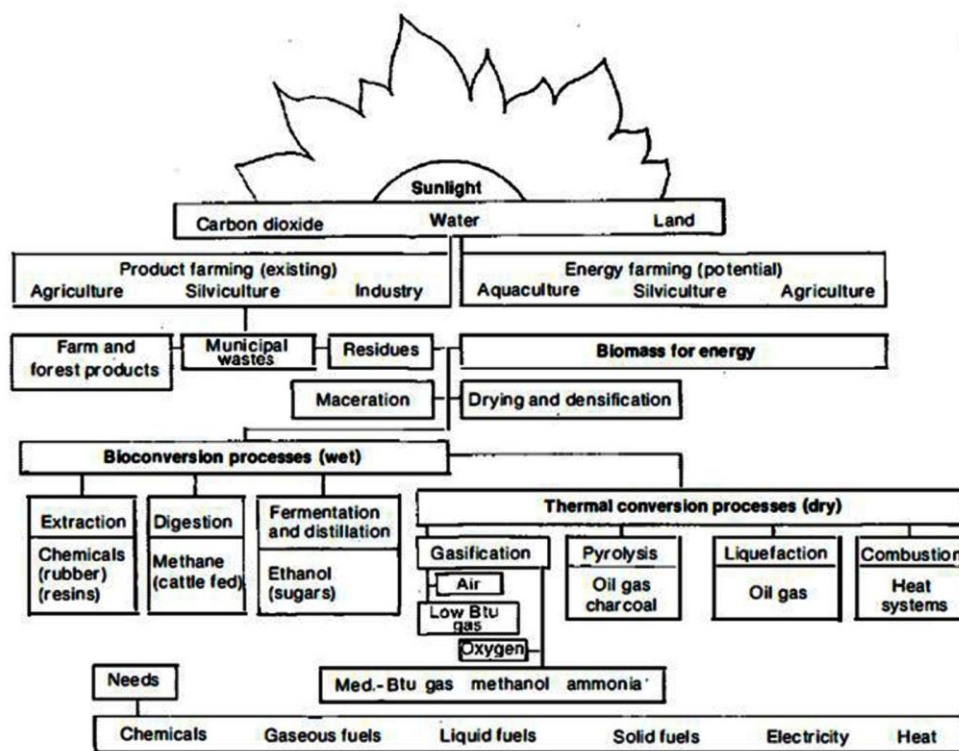 Sunlight
Carbon dioxide Water Land
Product farming (existing)
Agriculture Silviculture Industry
Energy farming (potential)
Aquaculture Silviculture Agriculture
Farm and
forest products
Municipal
wastes
Residues
Biomass for energy
Maceration
Drying and densification
Bioconversion processes (wet)
Extraction
Chemicals
(rubber)
(resins)
Digestion
Methane
(cattle fed)
Fermentation
and distillation
Ethanol
(sugars)
Thermal conversion processes (dry)
Gasification
Air
Low Btu
gas
Oxygen
Med.-Btu gas methanol ammonia
Pyrolysis
Oil gas
charcoal
Liquefaction
Oil gas
Combustion
Heat
systems
Needs
Chemicals Gaseous fuels Liquid fuels Solid fuels Electricity Heat